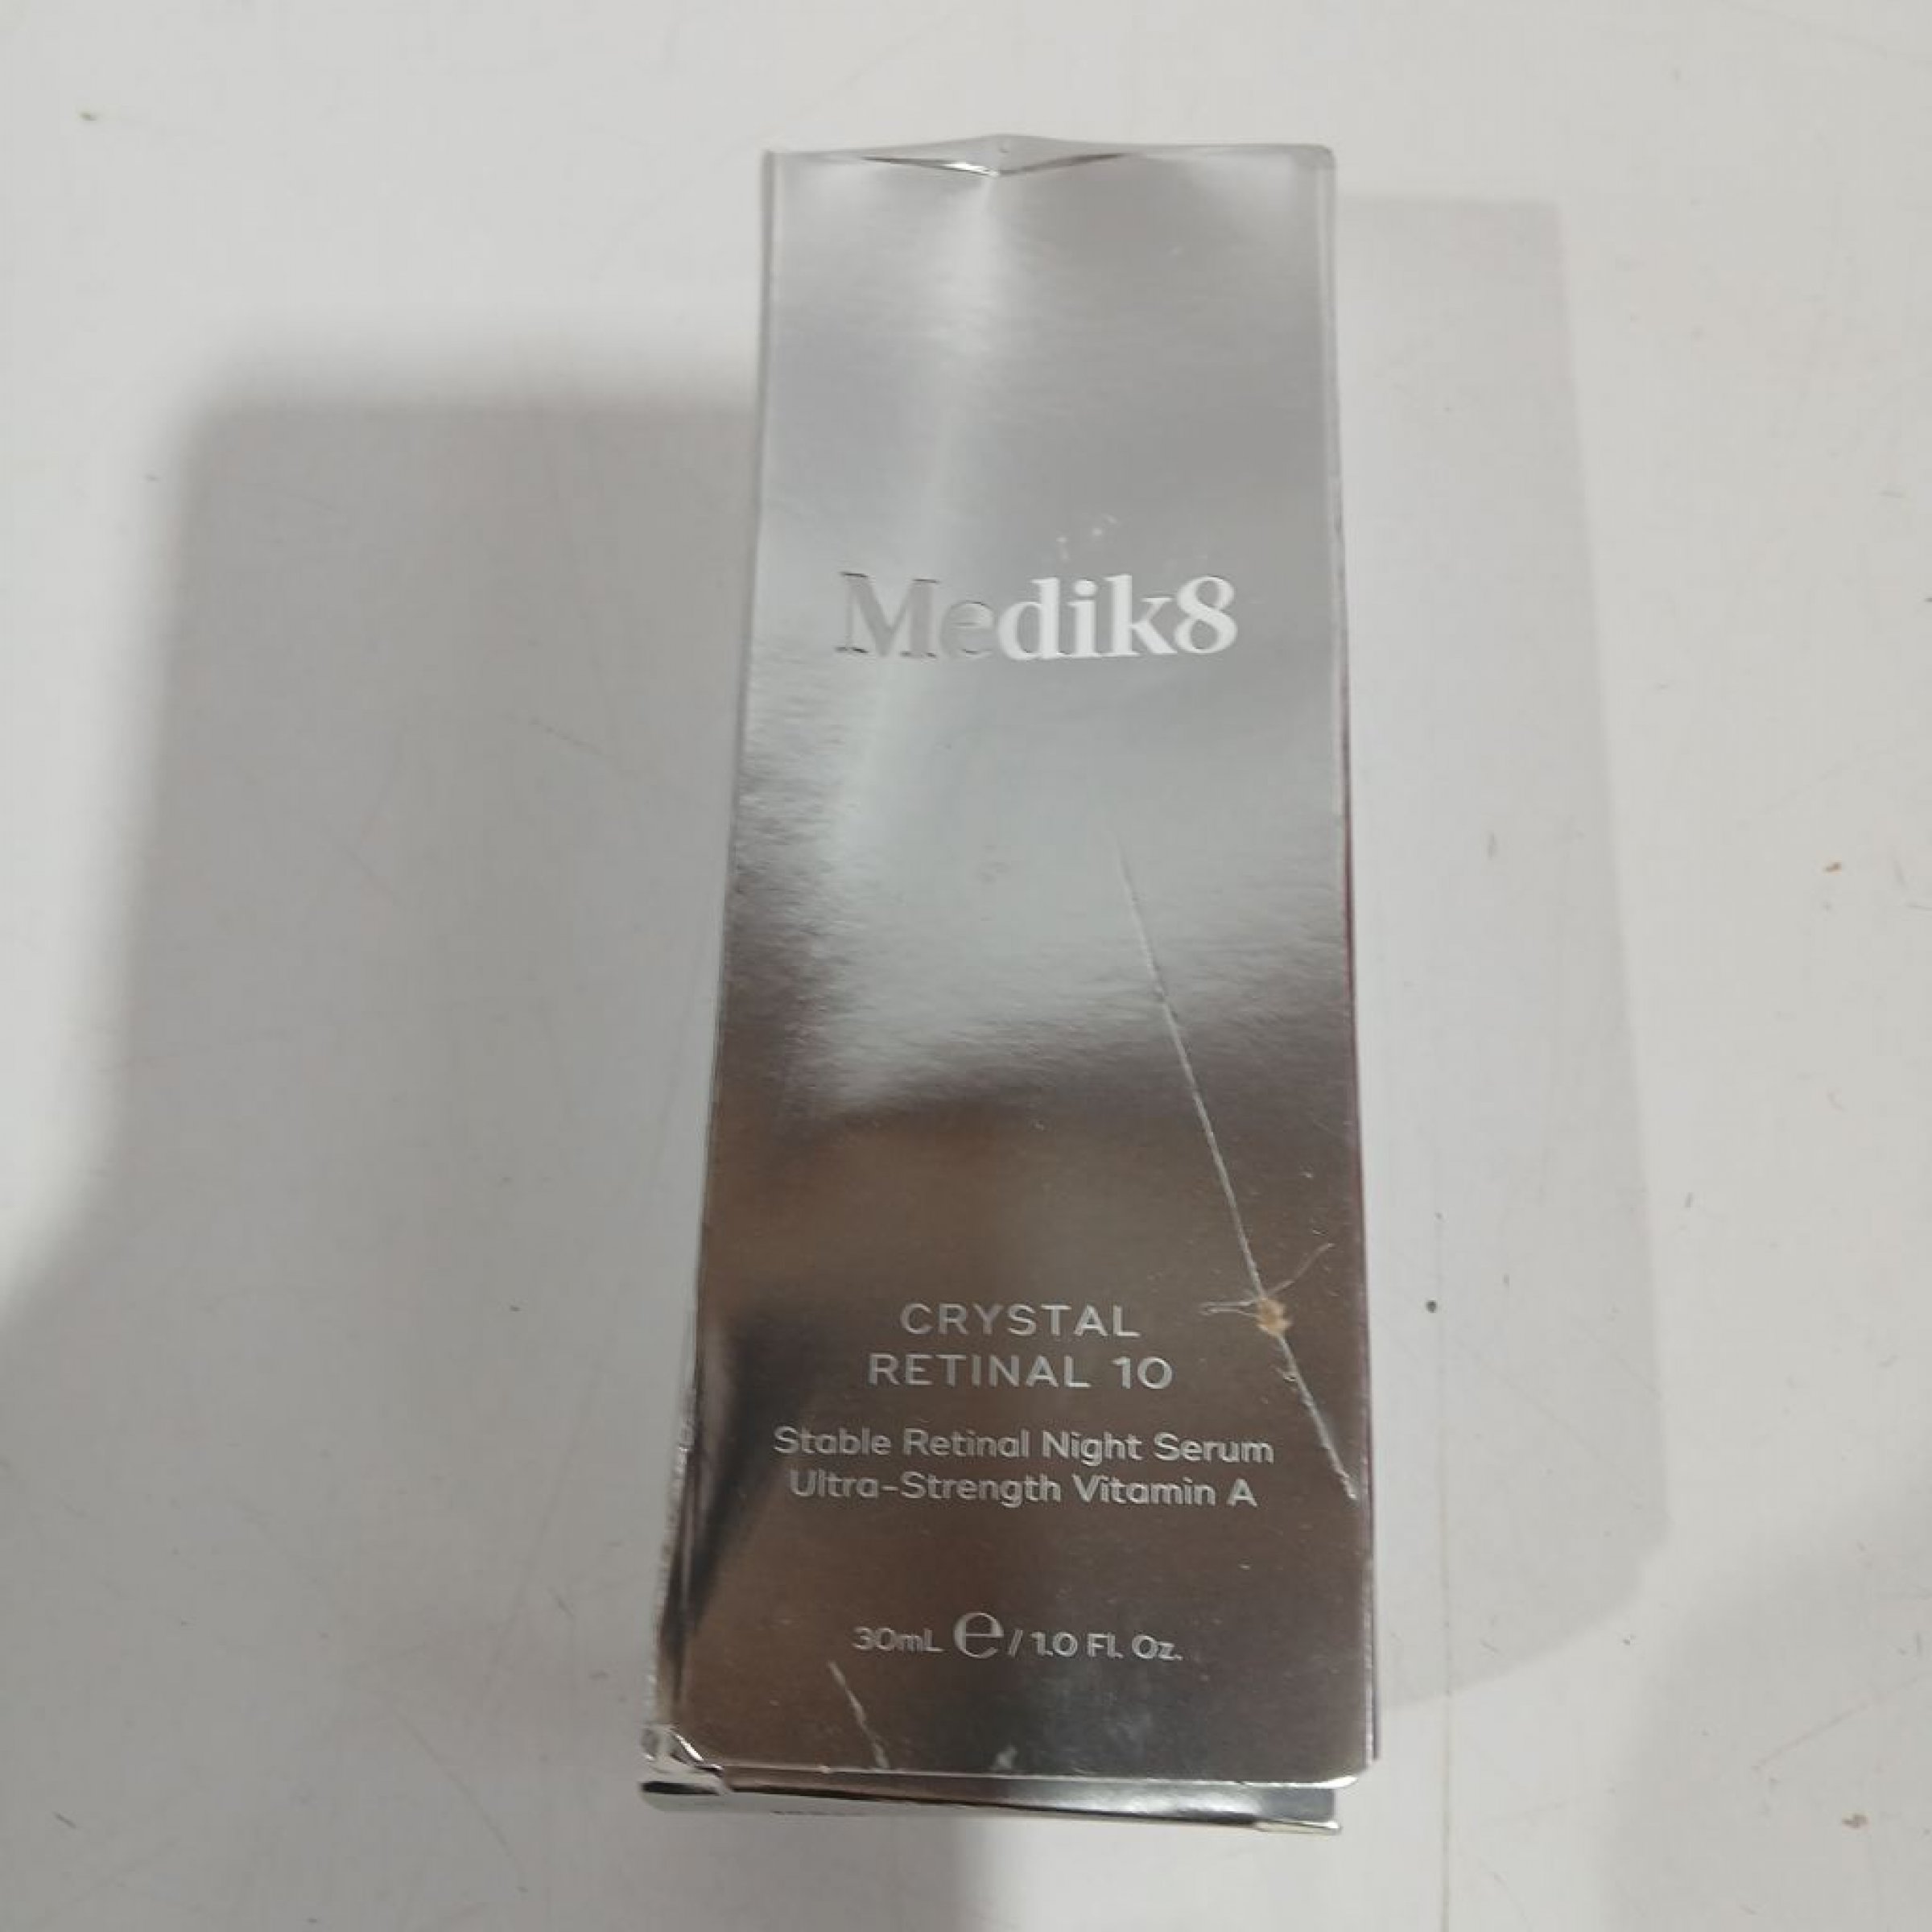 Medik8
CRYSTAL
RETINAL 10
Stable Retinal Night Serum
Ultra-Strength Vitamin A
30mL ℮ / 1.0 Fl. Oz.